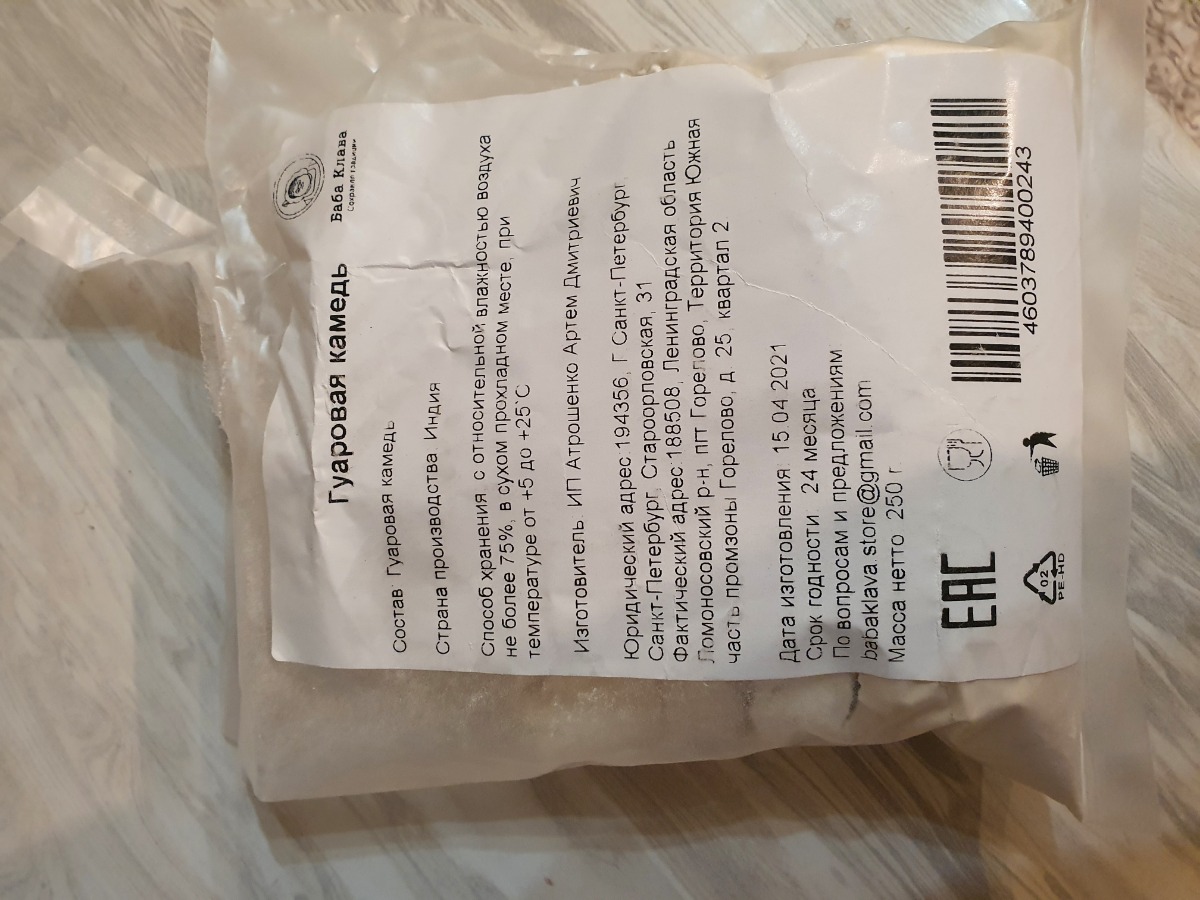 Баба Клава
Сохраняя традиции
Гуаровая камедь
Состав: Гуаровая камедь
Страна производства: Индия
Способ хранения: с относительной влажностью воздуха
не более 75%, в сухом прохладном месте, при
температуре от +5 до +25°С
Изготовитель: ИП Атрошенко Артем Дмитриевич
Юридический адрес:194356, Г.Санкт-Петербург,
Санкт-Петербург, Староорловская, 31
Фактический адрес:188508, Ленинградская область
Ломоносовский р-н, пгт Горелово, Территория Южная
часть промзоны Горелово, д. 25, квартал 2
Дата изготовления: 15.04.2021
Срок годности: 24 месяца
По вопросам и предложениям:
babaklava.store@gmail.com
Масса нетто: 250 г.
EAC
02
PE-HD
4603789400243